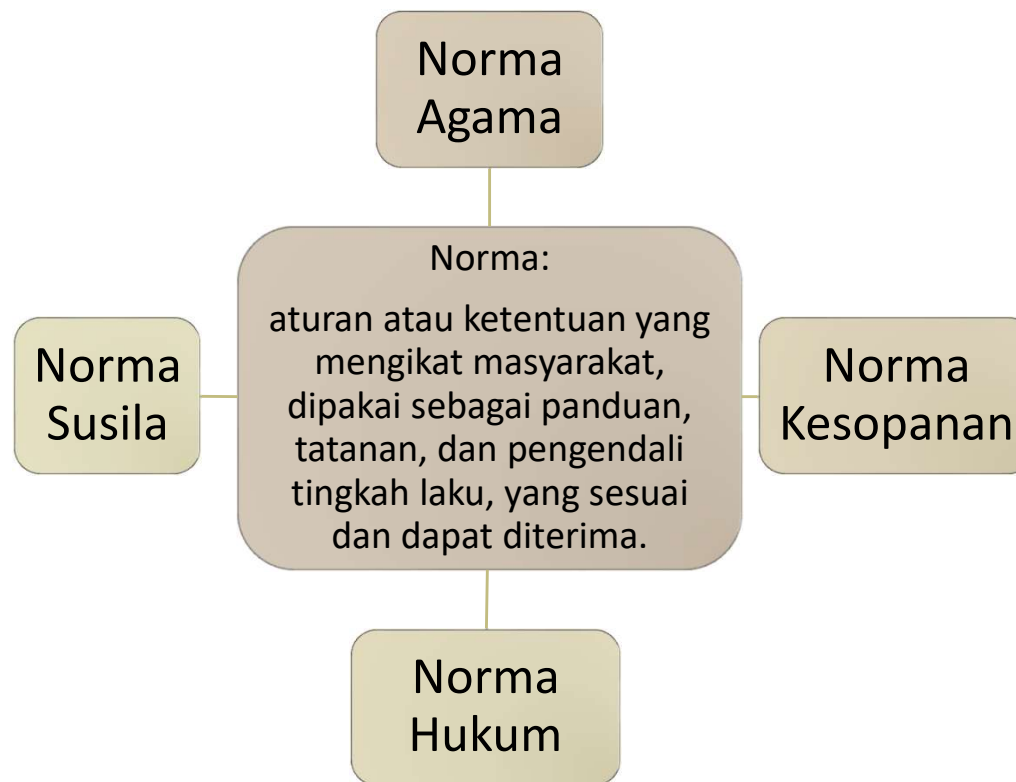 Norma
Agama
Norma:
aturan atau ketentuan yang
mengikat masyarakat,
dipakai sebagai panduan,
tatanan, dan pengendali
tingkah laku, yang sesuai
dan dapat diterima.
Norma
Susila
Norma
Kesopanan
Norma
Hukum